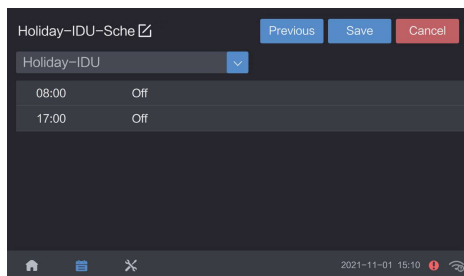 Holiday-IDU-Sche Previous Save Cancel
Holiday-IDU
08:00 Off
17:00 Off
2021-11-01 15:10